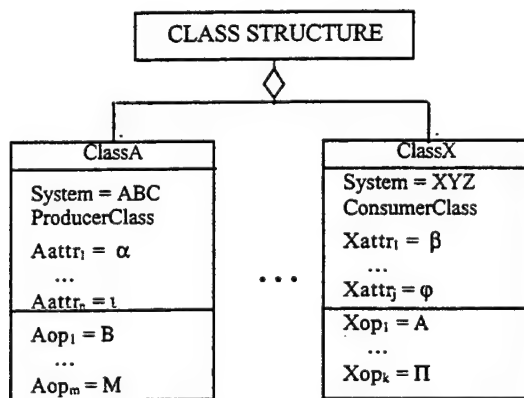 CLASS STRUCTURE
ClassA
System = ABC
ProducerClass
Aattr₁ = α
...
Aattrₙ = ι
Aop₁ = B
...
Aopₘ = M
...
ClassX
System = XYZ
ConsumerClass
Xattr₁ = β
...
Xattrⱼ = φ
Xop₁ = A
...
Xopₖ = Π